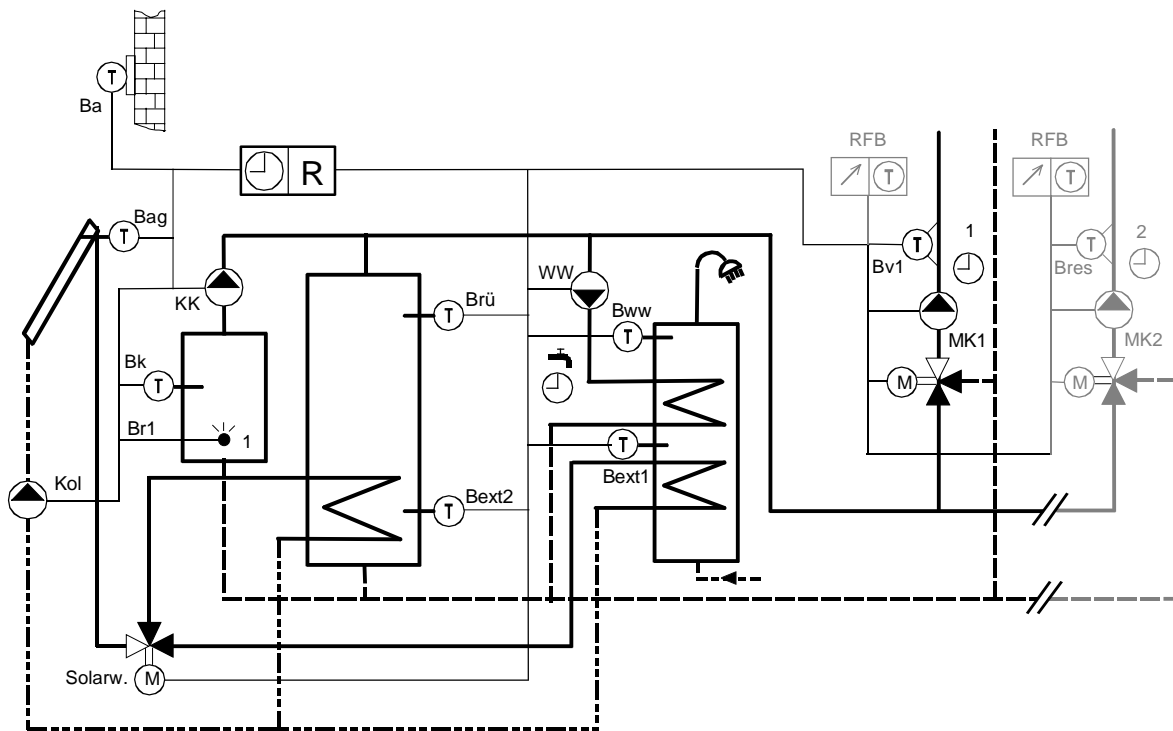 T
Ba
RFB
RFB
R
T
T
Bag
T
T
T
1
2
Bv1
Bres
WW
KK
Brü
T
Bww
T
MK1
MK2
Bk
T
M
M
Br1
1
T
Bext1
Kol
Bext2
T
Solarw.
M